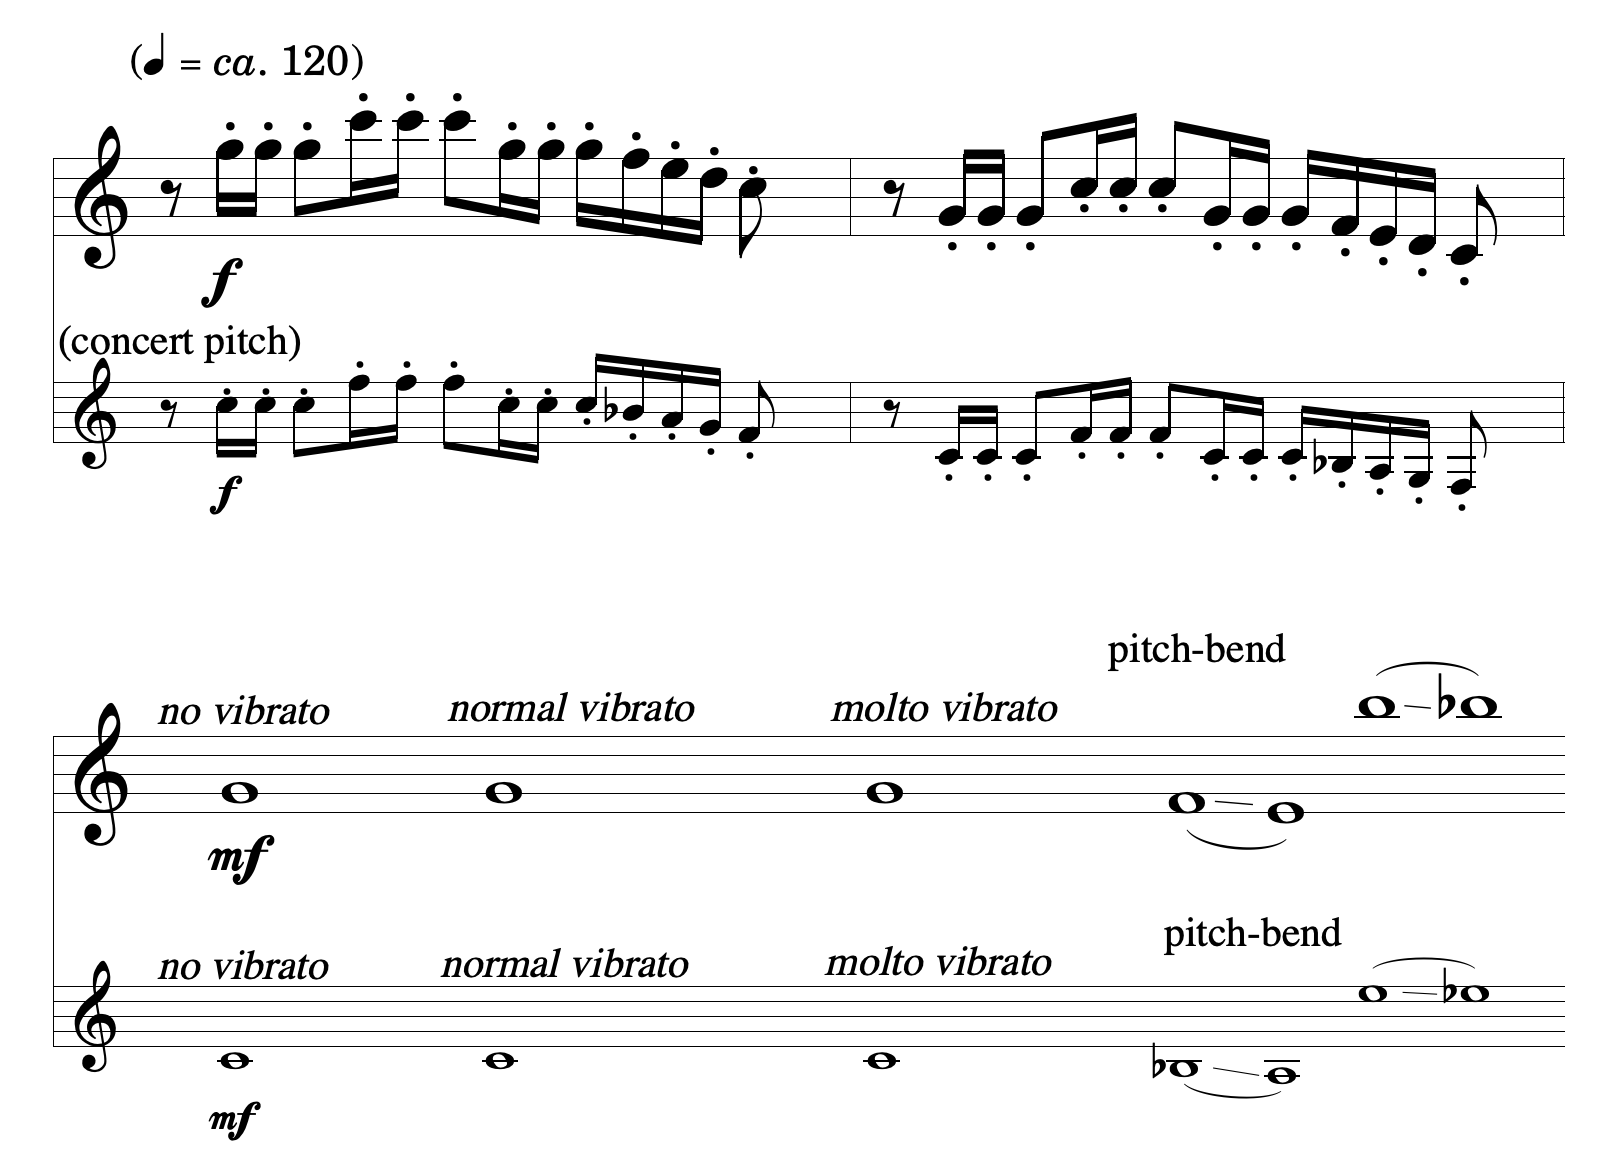 (♩ = ca. 120)
f
(concert pitch)
f
pitch-bend
no vibrato normal vibrato molto vibrato
mf
pitch-bend
no vibrato normal vibrato molto vibrato
mf